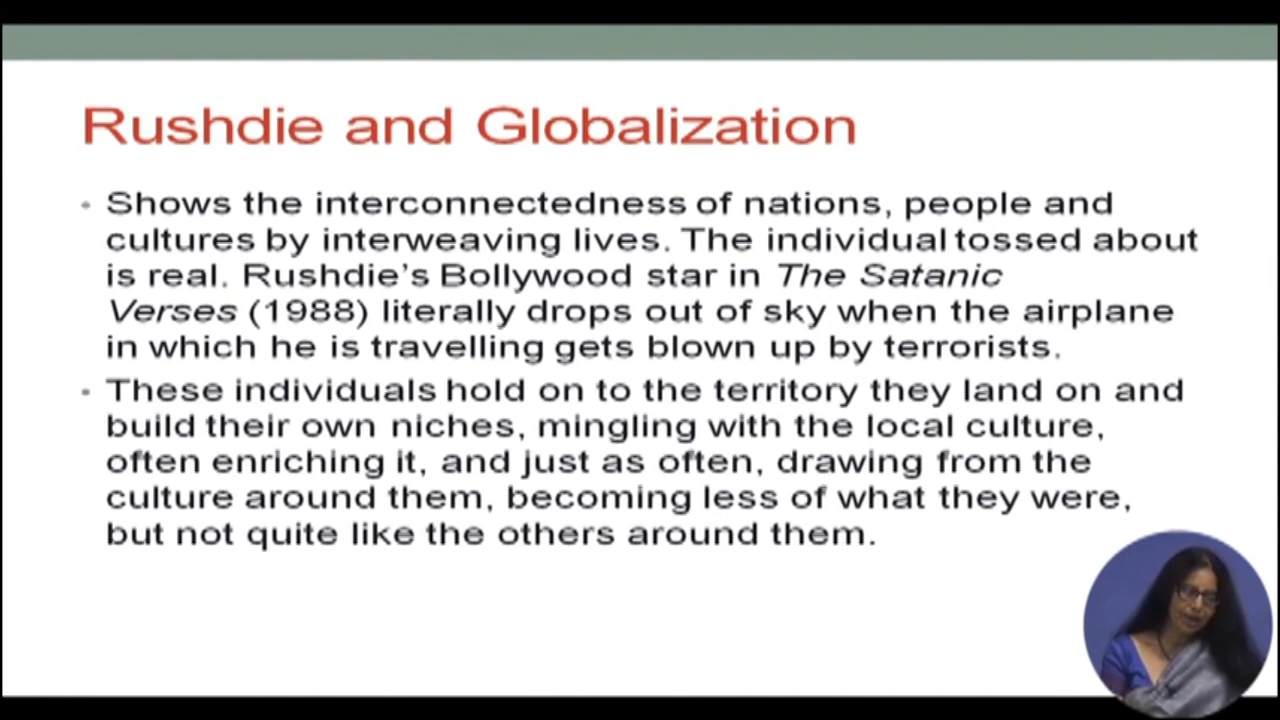 Rushdie and Globalization
• Shows the interconnectedness of nations, people and
cultures by interweaving lives. The individual tossed about
is real. Rushdie's Bollywood star in The Satanic
Verses (1988) literally drops out of sky when the airplane
in which he is travelling gets blown up by terrorists.
• These individuals hold on to the territory they land on and
build their own niches, mingling with the local culture,
often enriching it, and just as often, drawing from the
culture around them, becoming less of what they were,
but not quite like the others around them.